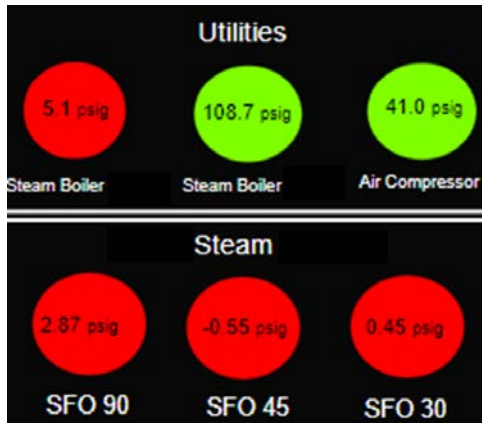 Utilities
5.1 psig 108.7 psig 41.0 psig
Steam Boiler Steam Boiler Air Compressor
Steam
2.87 psig -0.55 psig 0.45 psig
SFO 90 SFO 45 SFO 30